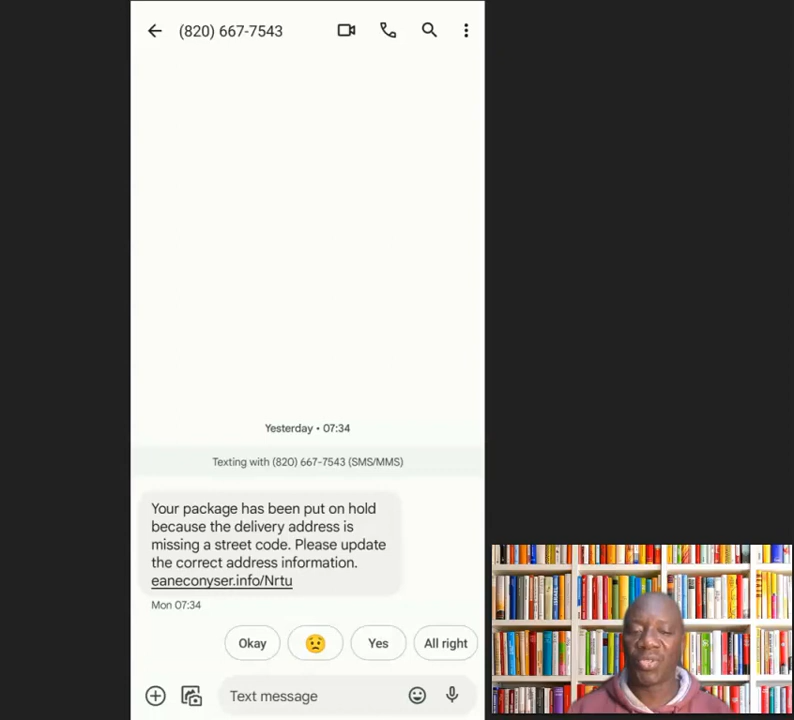 (820) 667-7543
Yesterday • 07:34
Texting with (820) 667-7543 (SMS/MMS)
Your package has been put on hold
because the delivery address is
missing a street code. Please update
the correct address information.
eaneconyser.info/Nrtu
Mon 07:34
Okay
Yes
All right
Text message